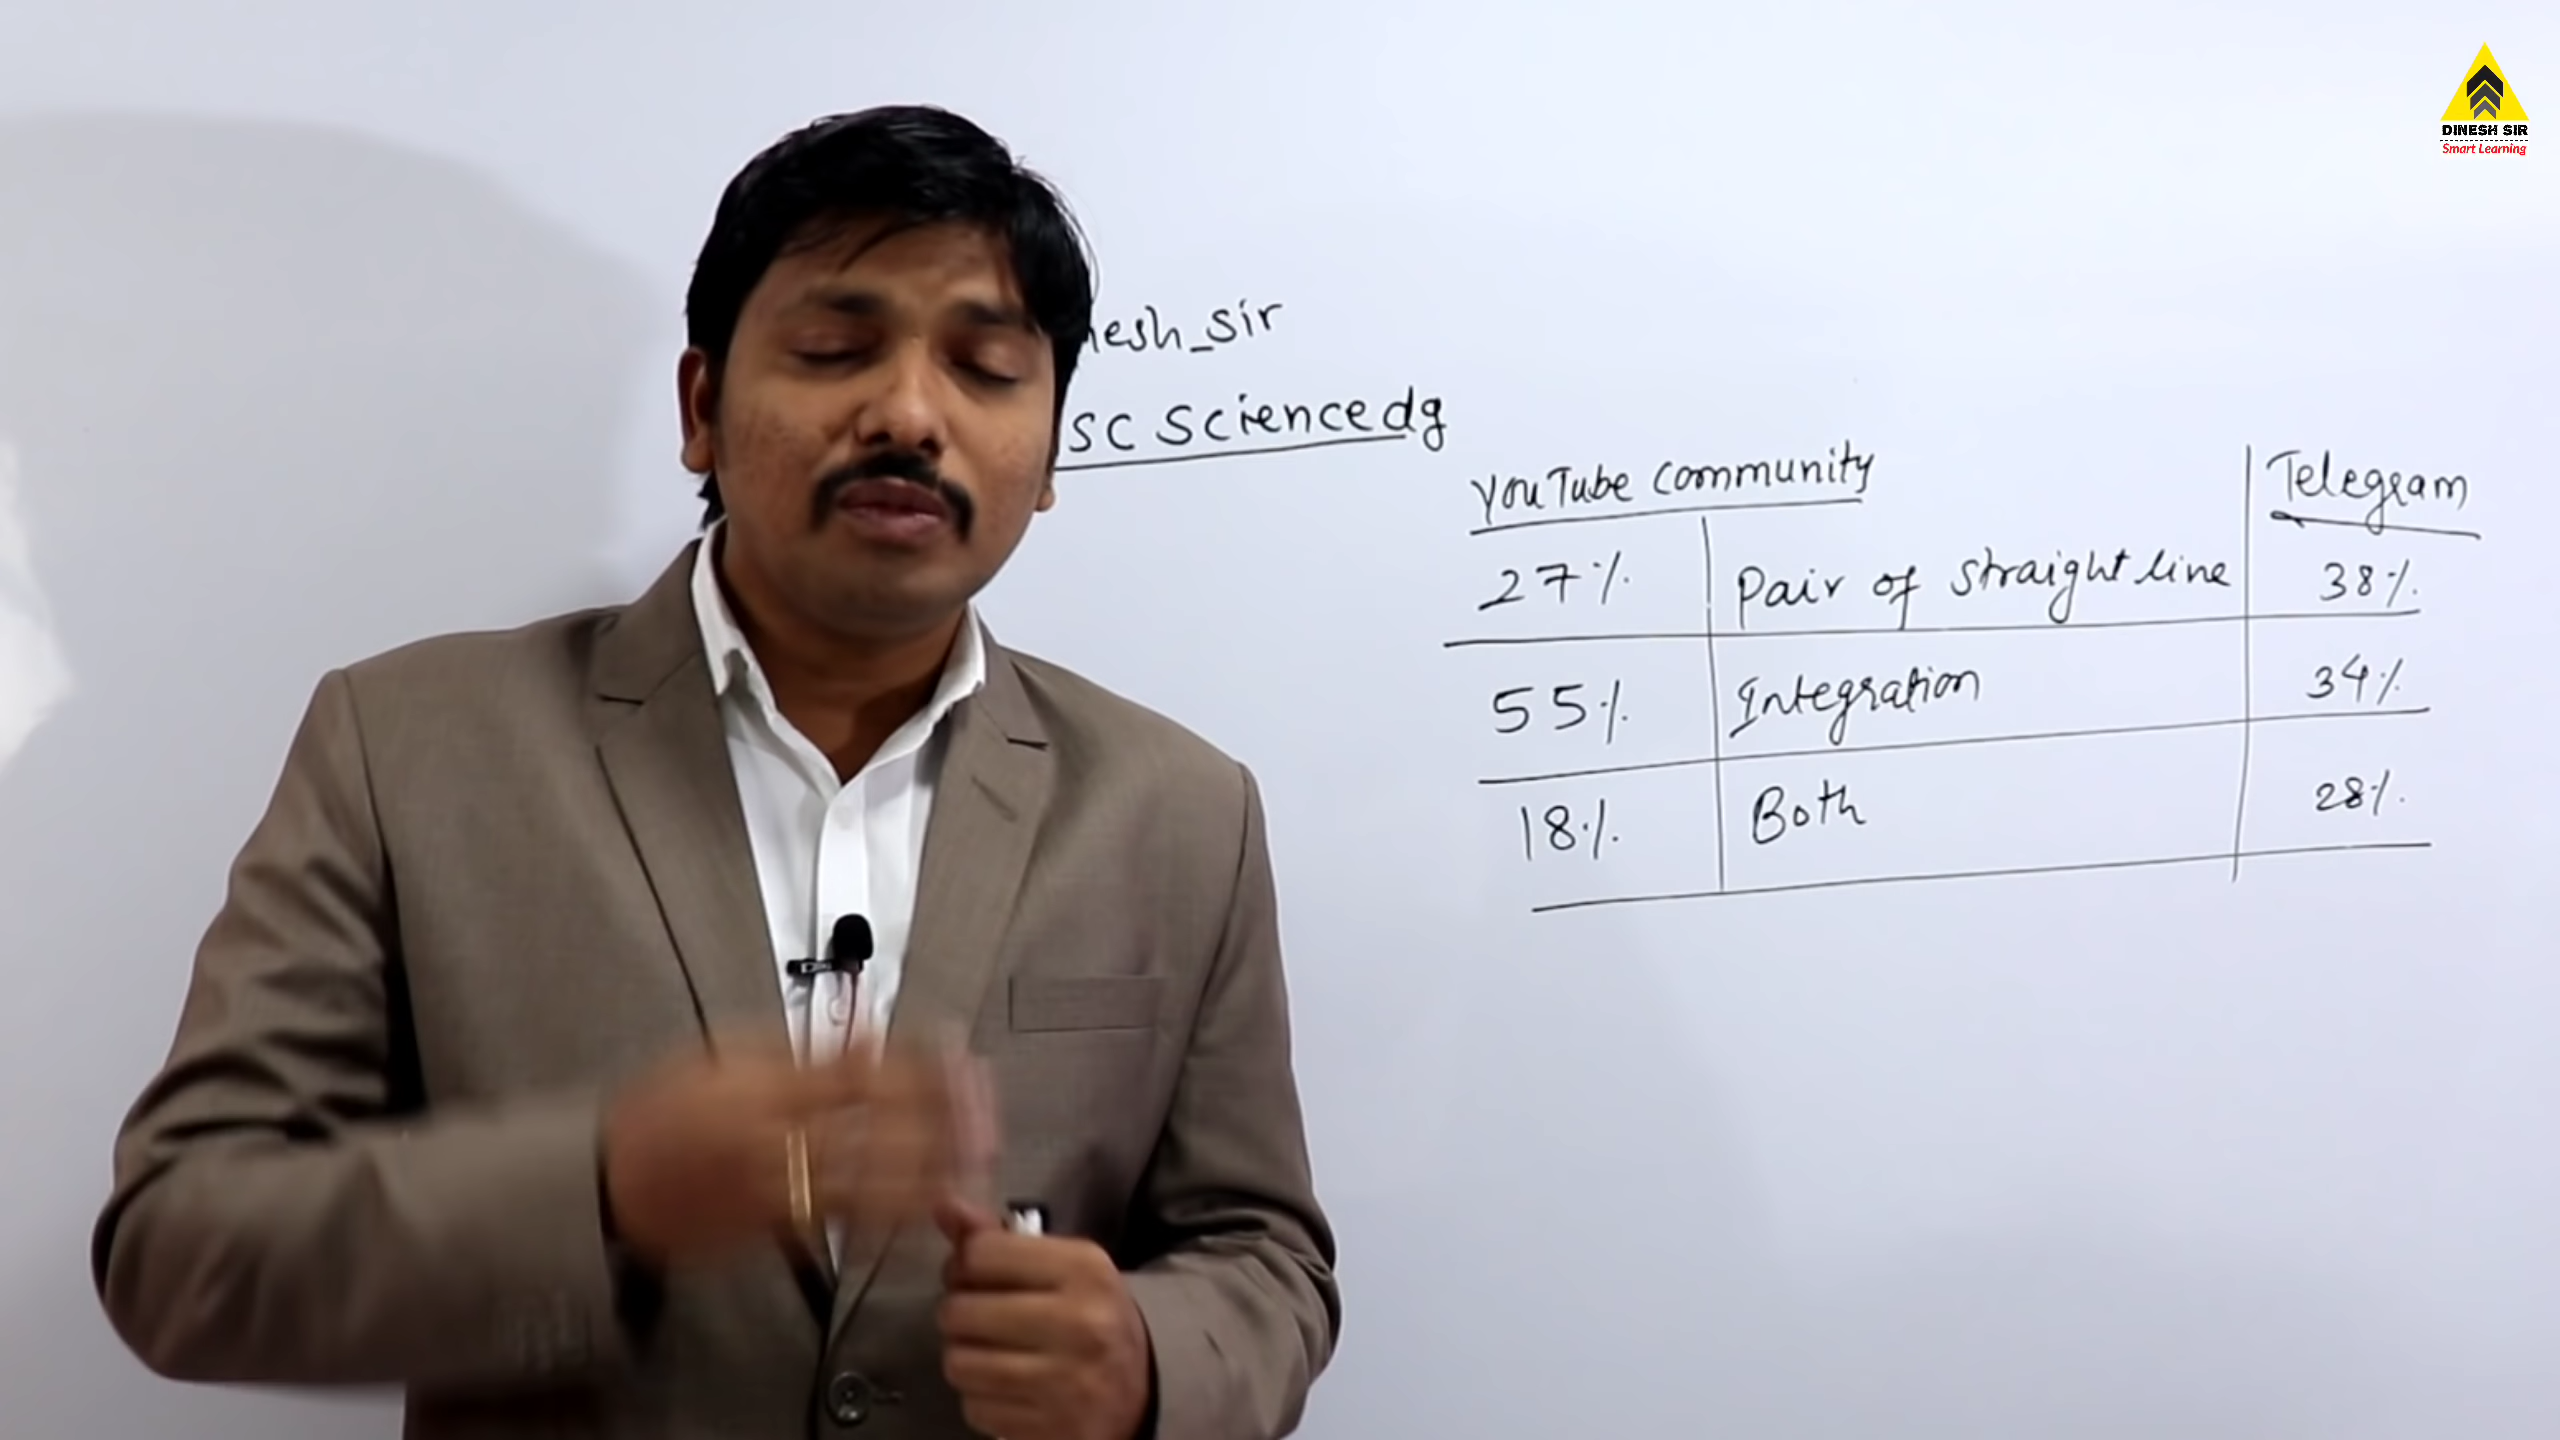 DINESH SIR
Smart Learning
nesh_sir
SC Sciencedg
YouTube community
Telegram
27% Pair of straight line 38%
55% Integration 34%
18% Both 28%